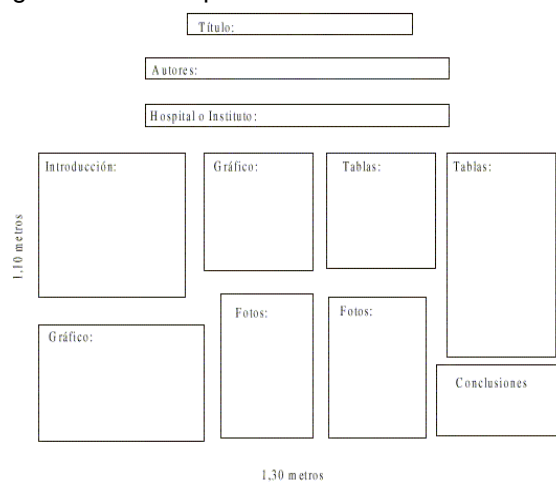 Título:
Autores:
Hospital o Instituto:
Introducción:
Gráfico:
Tablas:
Tablas:
1,10 metros
Gráfico:
Fotos:
Fotos:
Conclusiones
1,30 metros